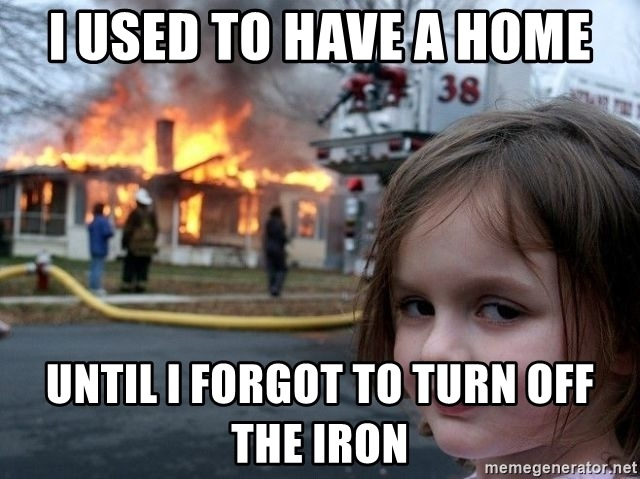 I USED TO HAVE A HOME
38
UNTIL I FORGOT TO TURN OFF
THE IRON
memegenerator.net